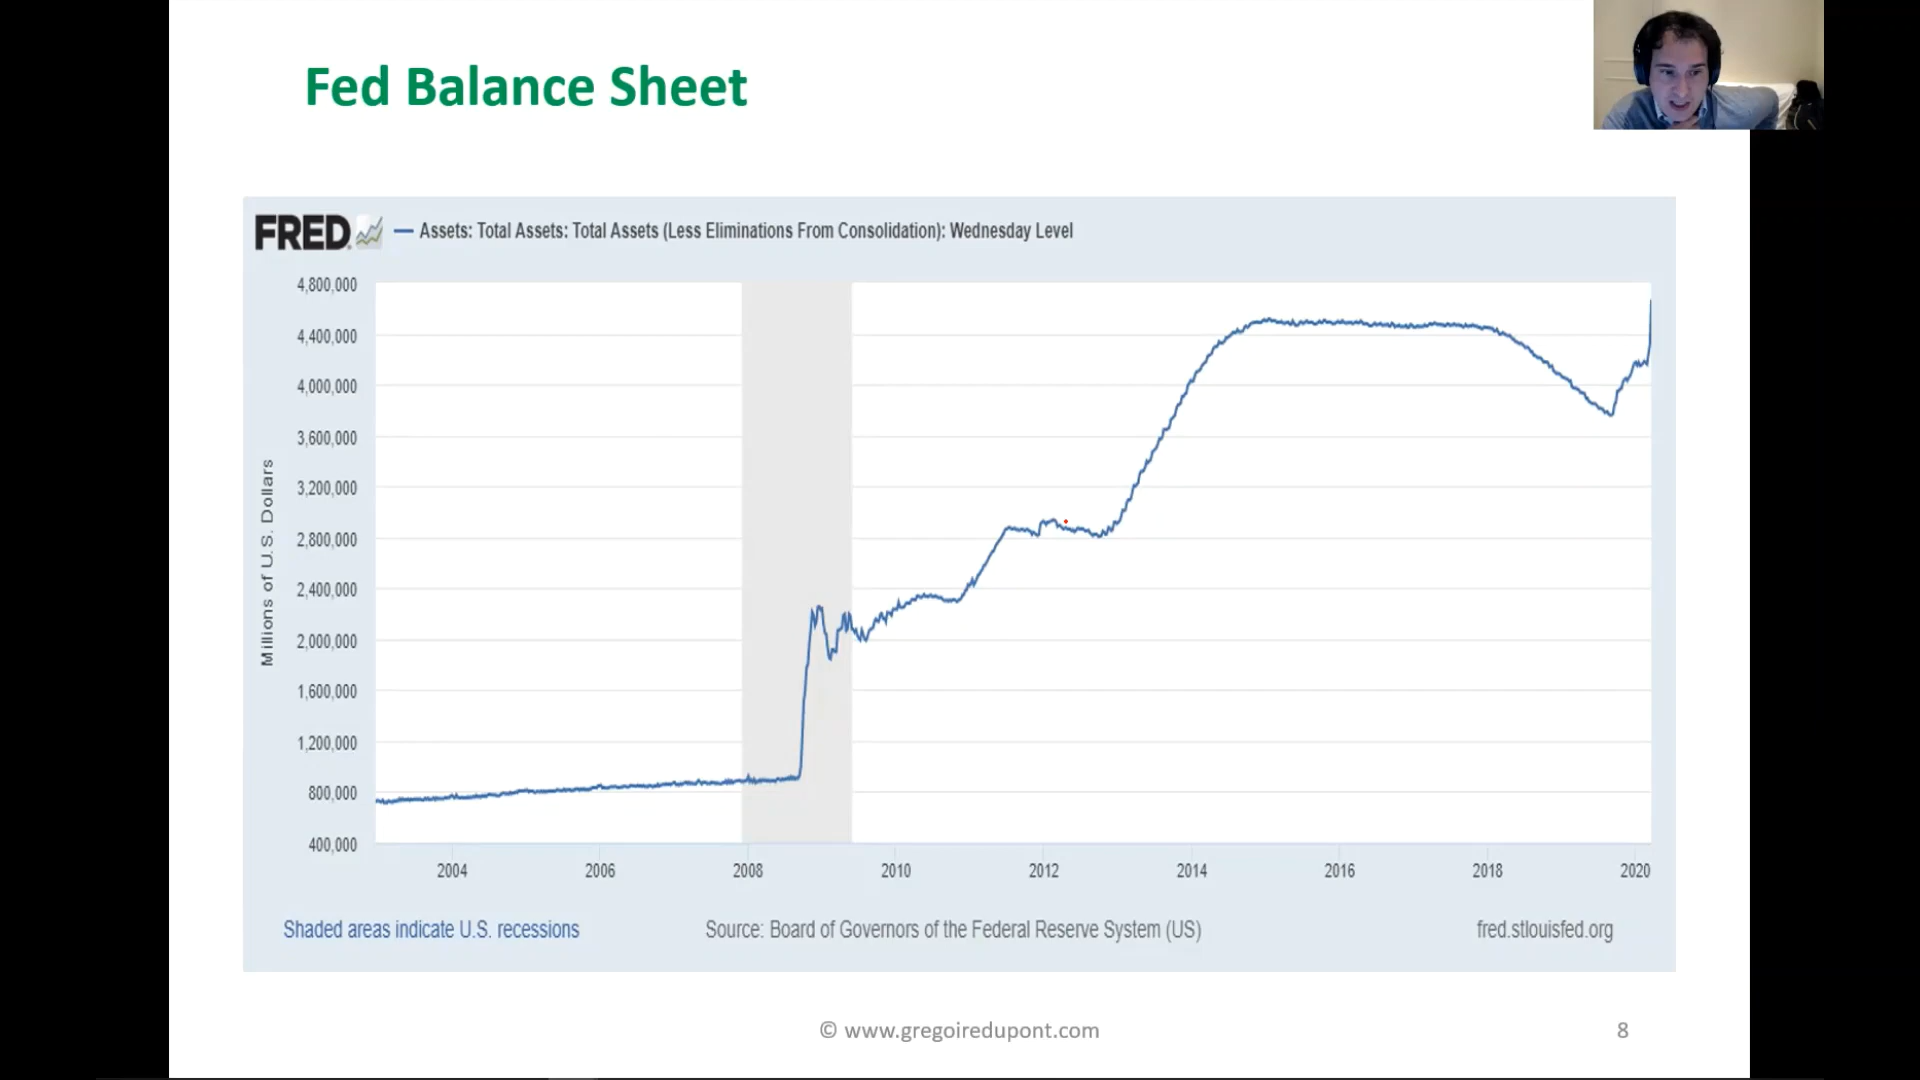 Fed Balance Sheet
FRED
Assets: Total Assets: Total Assets (Less Eliminations From Consolidation): Wednesday Level
4,800,000
4,400,000
4,000,000
3,600,000
3,200,000
2,800,000
2,400,000
2,000,000
1,600,000
1,200,000
800,000
400,000
Millions of U.S. Dollars
2004 2006 2008 2010 2012 2014 2016 2018 2020
Shaded areas indicate U.S. recessions
Source: Board of Governors of the Federal Reserve System (US)
fred.stlouisfed.org
© www.gregoiredupont.com
8